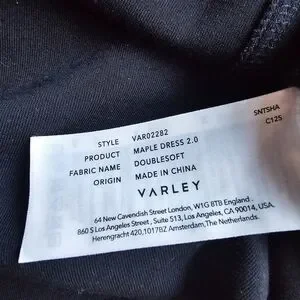 SNTSHA
C125
STYLE VAR02282
PRODUCT MAPLE DRESS 2.0
FABRIC NAME DOUBLESOFT
ORIGIN MADE IN CHINA
VARLEY
64 New Cavendish Street London, W1G 8TB England.
860 S Los Angeles Street, Suite 513, Los Angeles, CA 90014, USA.
Herengracht 420, 1017BZ Amsterdam, The Netherlands.